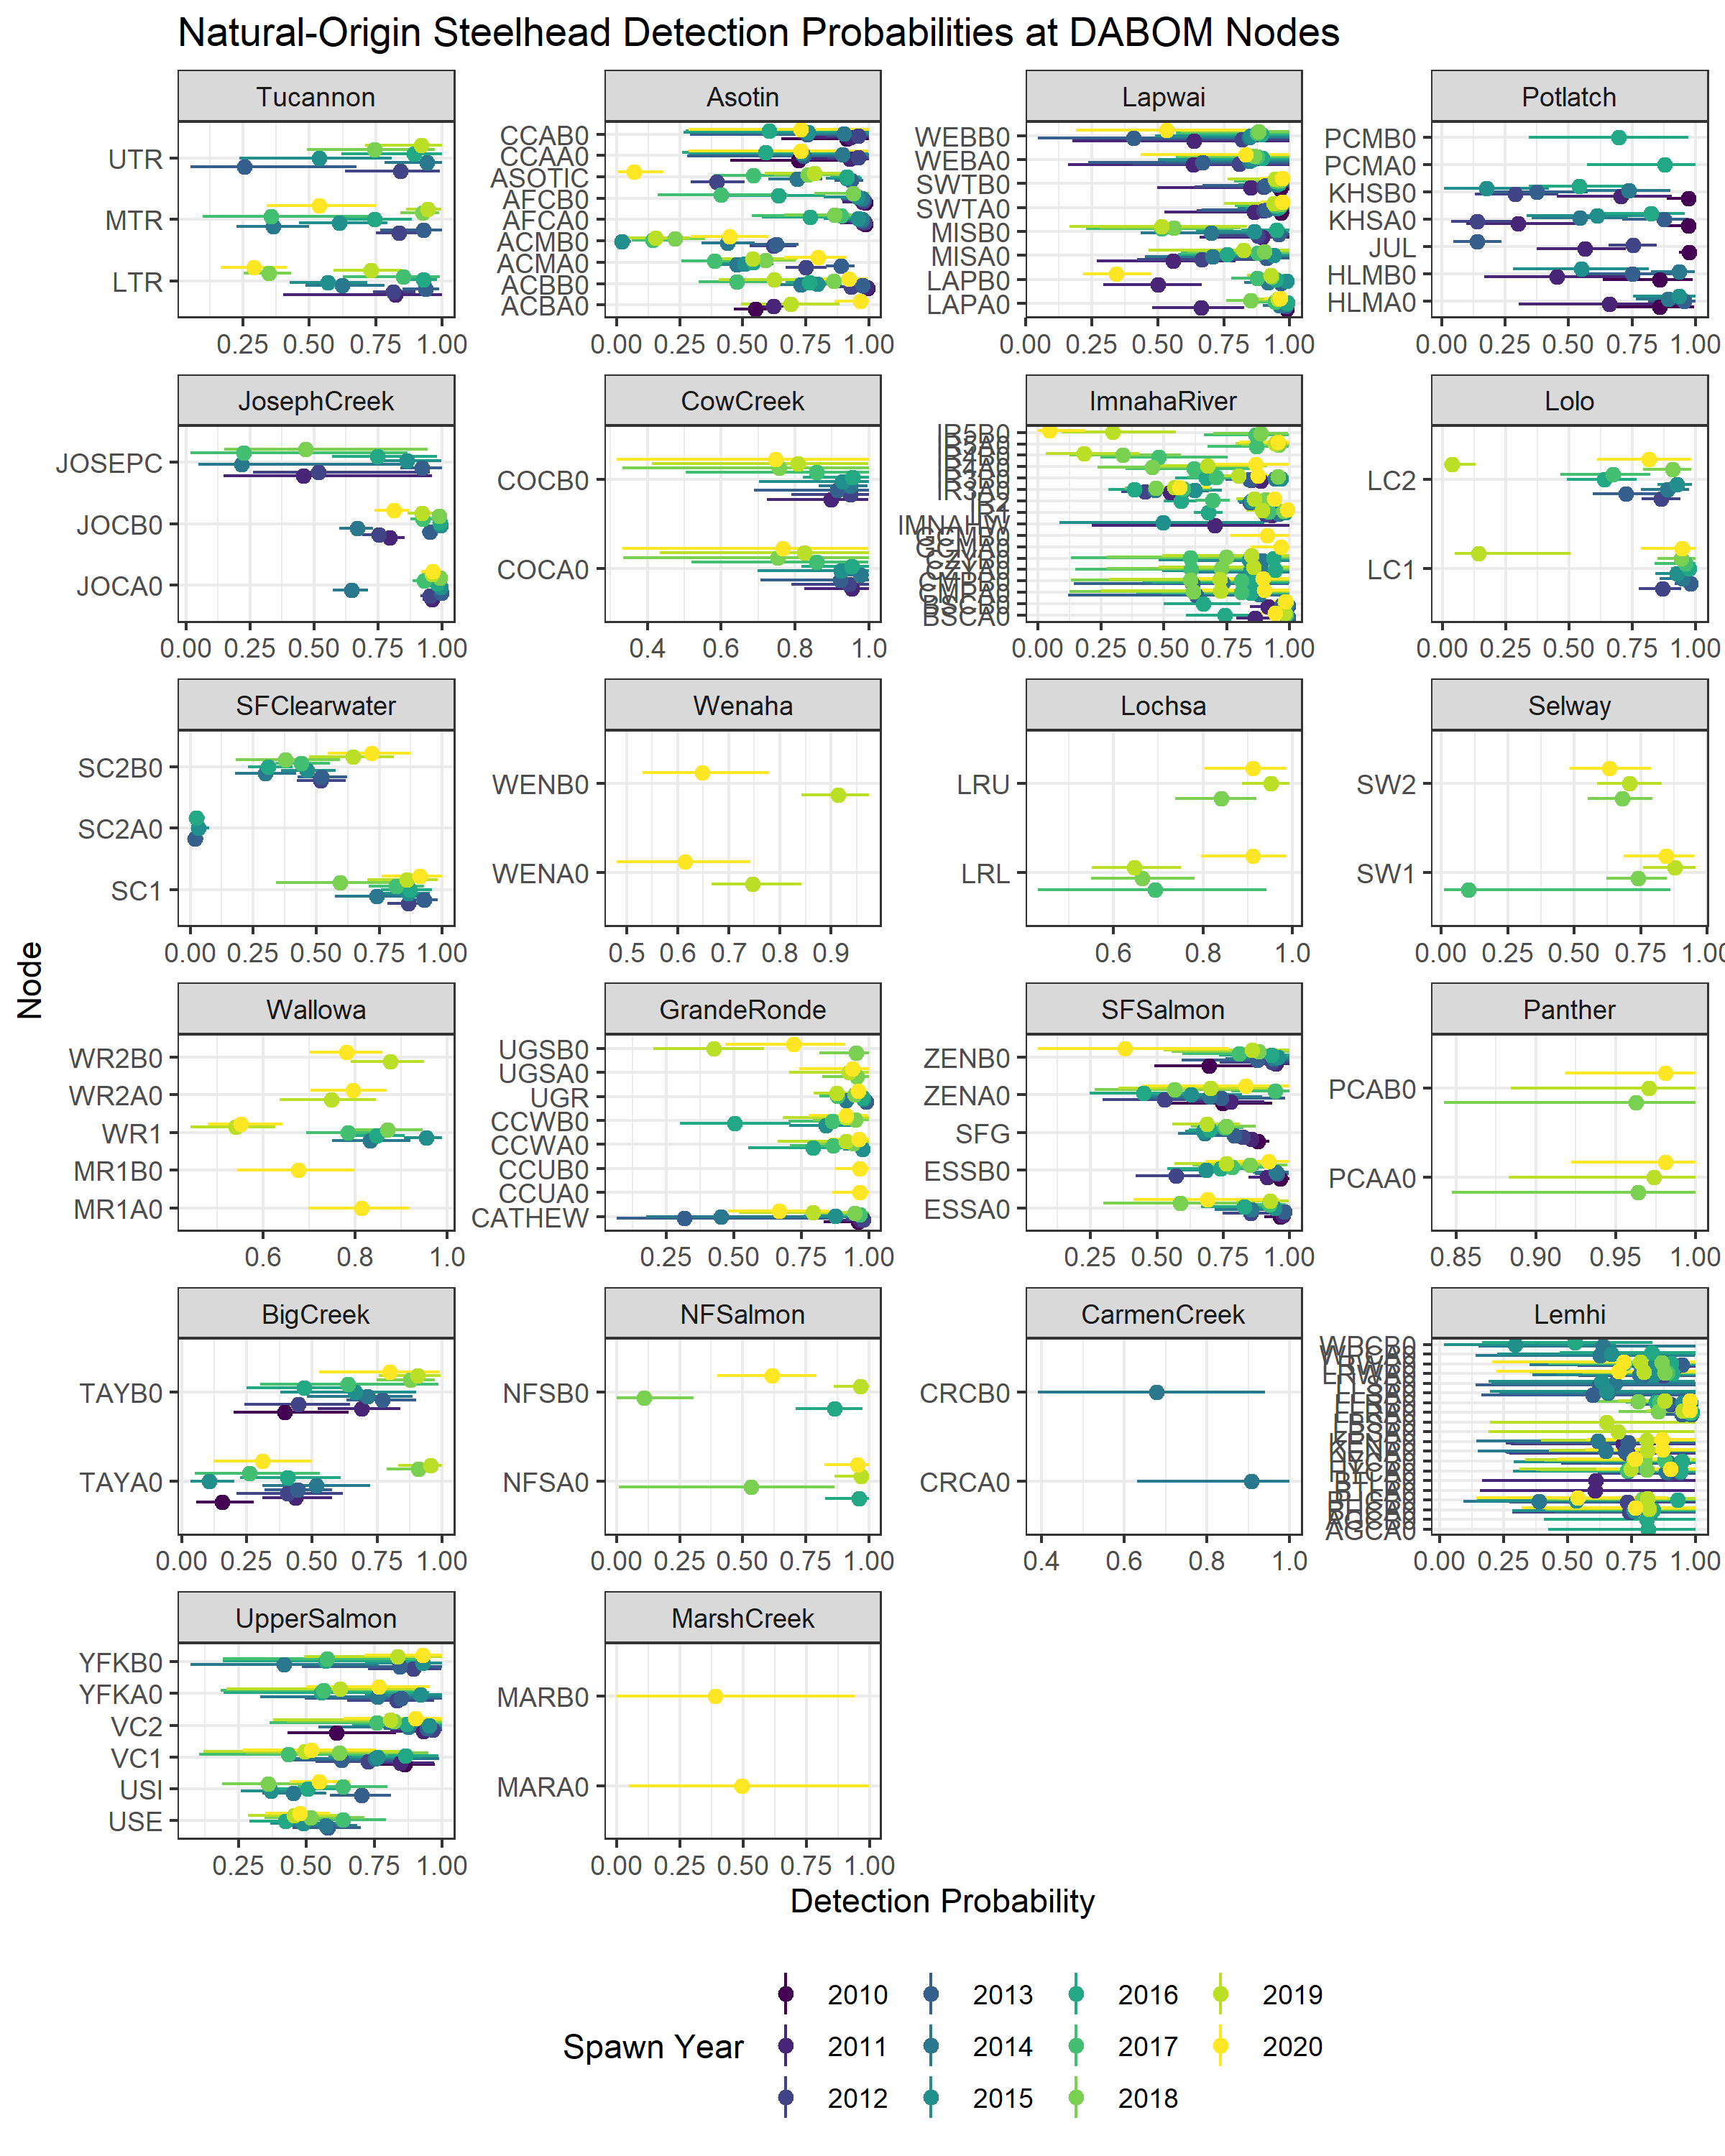 Natural-Origin Steelhead Detection Probabilities at DABOM Nodes
Tucannon
UTR
MTR
LTR
0.25 0.50 0.75 1.00
Asotin
CCAB0
CCAA0
ASOTIC
AFCB0
AFCA0
ACMB0
ACMA0
ACBB0
ACBA0
0.00 0.25 0.50 0.75 1.00
Lapwai
WEBB0
WEBA0
SWTB0
SWTA0
MISB0
MISA0
LAPB0
LAPA0
0.00 0.25 0.50 0.75 1.00
Potlatch
PCMB0
PCMA0
KHSB0
KHSA0
JUL
HLMB0
HLMA0
0.00 0.25 0.50 0.75 1.00
JosephCreek
JOSEPC
JOCB0
JOCA0
0.00 0.25 0.50 0.75 1.00
CowCreek
COCB0
COCA0
0.4 0.6 0.8 1.0
ImnahaRiver
IR5B0
IR5A0
IR3A0
IMNAHW
BSCA0
0.00 0.25 0.50 0.75 1.00
Lolo
LC2
LC1
0.00 0.25 0.50 0.75 1.00
SFClearwater
SC2B0
SC2A0
SC1
0.00 0.25 0.50 0.75 1.00
Wenaha
WENB0
WENA0
0.5 0.6 0.7 0.8 0.9
Lochsa
LRU
LRL
0.6 0.8 1.0
Selway
SW2
SW1
0.00 0.25 0.50 0.75 1.00
Wallowa
WR2B0
WR2A0
WR1
MR1B0
MR1A0
0.6 0.8 1.0
GrandeRonde
UGSB0
UGSA0
UGR
CCWB0
CCWA0
CCUB0
CCUA0
CATHEW
0.25 0.50 0.75 1.00
SFSalmon
ZENB0
ZENA0
SFG
ESSB0
ESSA0
0.25 0.50 0.75 1.00
Panther
PCAB0
PCAA0
0.85 0.90 0.95 1.00
BigCreek
TAYB0
TAYA0
0.00 0.25 0.50 0.75 1.00
NFSalmon
NFSB0
NFSA0
0.00 0.25 0.50 0.75 1.00
CarmenCreek
CRCB0
CRCA0
0.4 0.6 0.8 1.0
Lemhi
AGCA0
0.00 0.25 0.50 0.75 1.00
UpperSalmon
YFKB0
YFKA0
VC2
VC1
USI
USE
0.25 0.50 0.75 1.00
MarshCreek
MARB0
MARA0
0.00 0.25 0.50 0.75 1.00
Node
Detection Probability
Spawn Year
2010 2013 2016 2019
2011 2014 2017 2020
2012 2015 2018